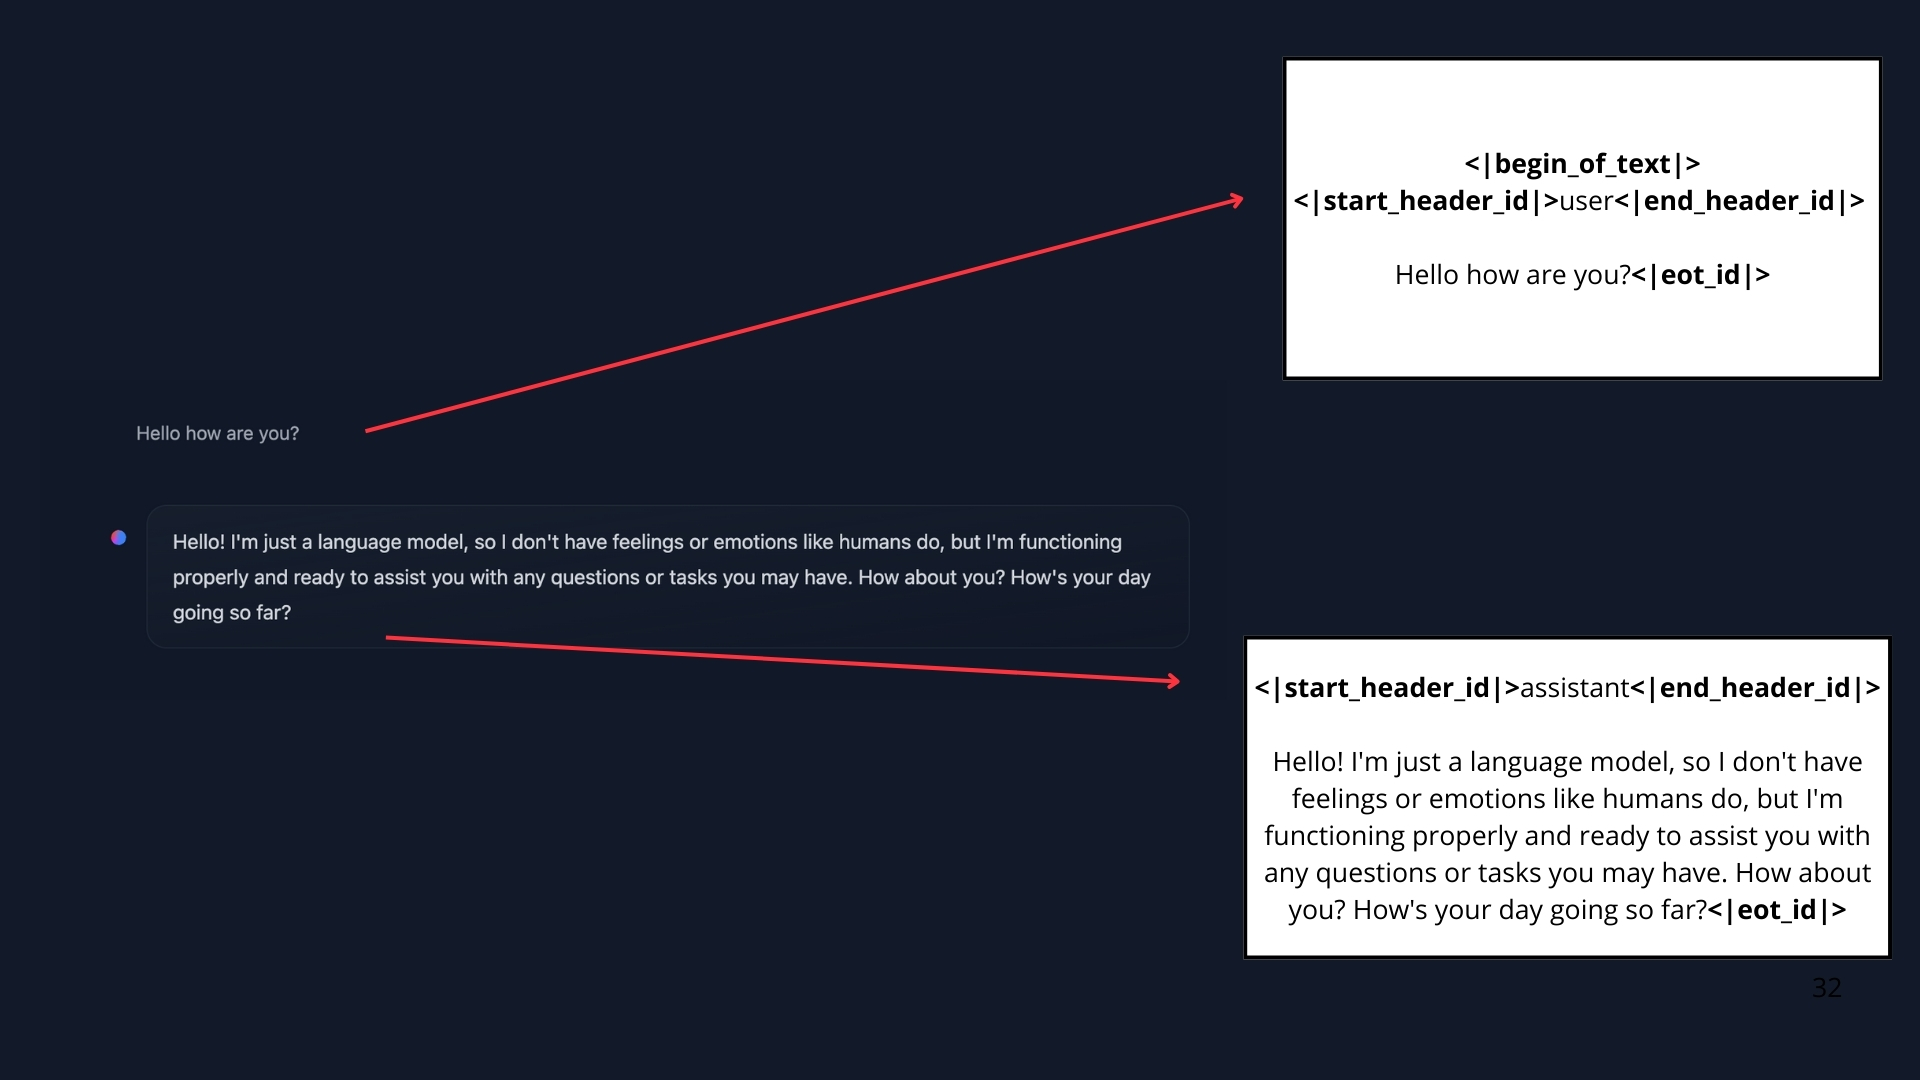 <|begin_of_text|>
<|start_header_id|>user<|end_header_id|>
Hello how are you?<|eot_id|>
Hello how are you?
Hello! I'm just a language model, so I don't have feelings or emotions like humans do, but I'm functioning
properly and ready to assist you with any questions or tasks you may have. How about you? How's your day
going so far?
<|start_header_id|>assistant<|end_header_id|>
Hello! I'm just a language model, so I don't have
feelings or emotions like humans do, but I'm
functioning properly and ready to assist you with
any questions or tasks you may have. How about
you? How's your day going so far?<|eot_id|>
32